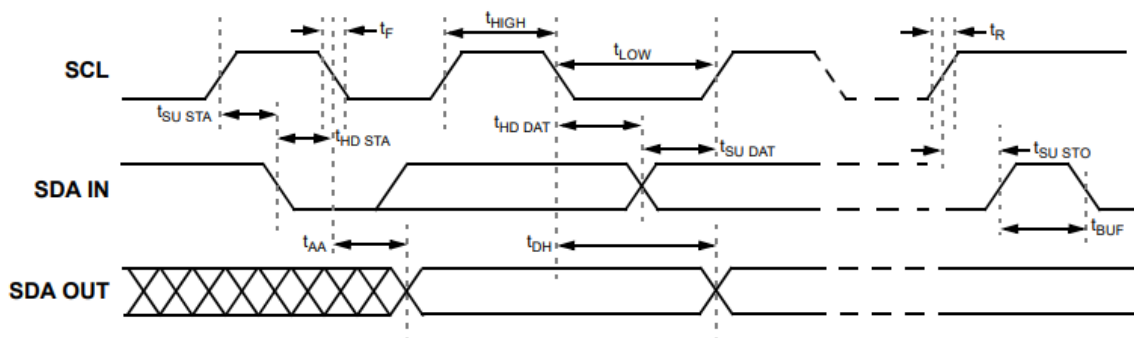 tHIGH
tF
tR
tLOW
SCL
tSU STA
tHD STA
tHD DAT
tSU DAT
tSU STO
SDA IN
tBUF
tAA
tDH
SDA OUT